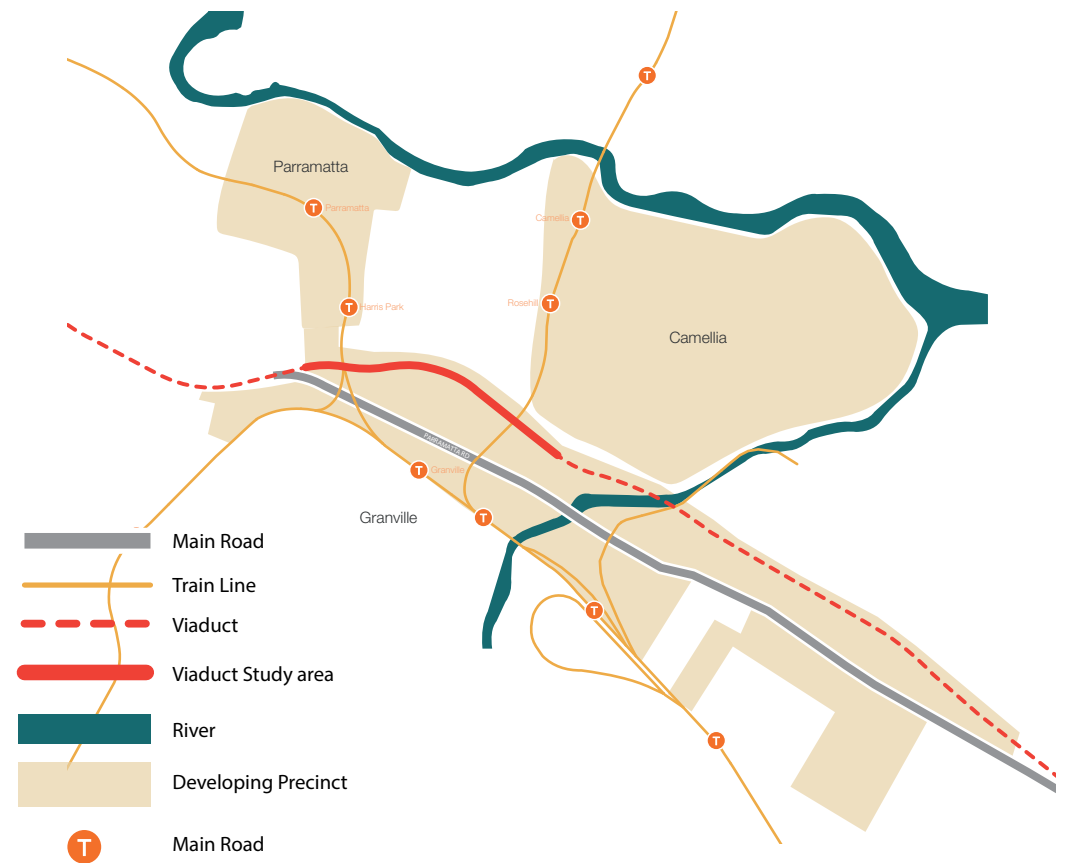 T
Parramatta
T Parramatta
Camellia T
T Harris Park
Rosehill T
Camellia
PARRAMATTA RD
T Granville
Granville
T
Main Road
Train Line
Viaduct
T
Viaduct Study area
River
T
Developing Precinct
T Main Road